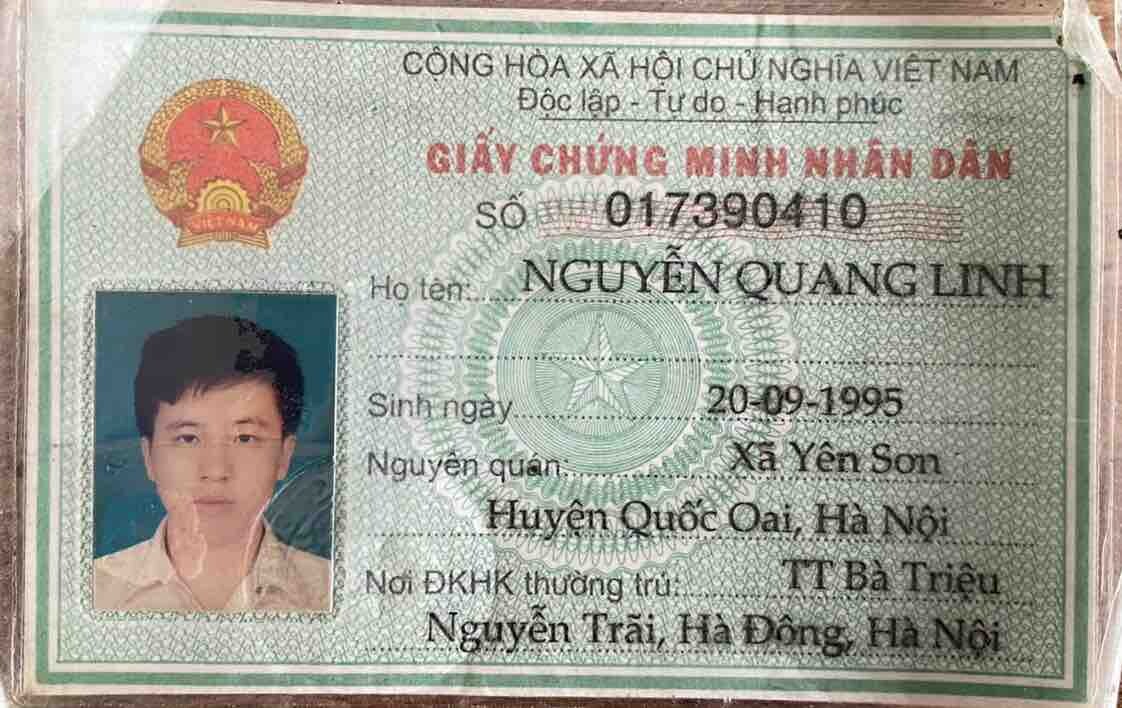 CỘNG HÒA XÃ HỘI CHỦ NGHĨA VIỆT NAM
Độc lập - Tự do - Hạnh phúc
GIẤY CHỨNG MINH NHÂN DÂN
SỐ 017390410
VIỆT NAM
Họ tên: NGUYỄN QUANG LINH
Sinh ngày 20-09-1995
Nguyên quán: Xã Yên Sơn
Huyện Quốc Oai, Hà Nội
Nơi ĐKHK thường trú: TT Bà Triệu
Nguyễn Trãi, Hà Đông, Hà Nội